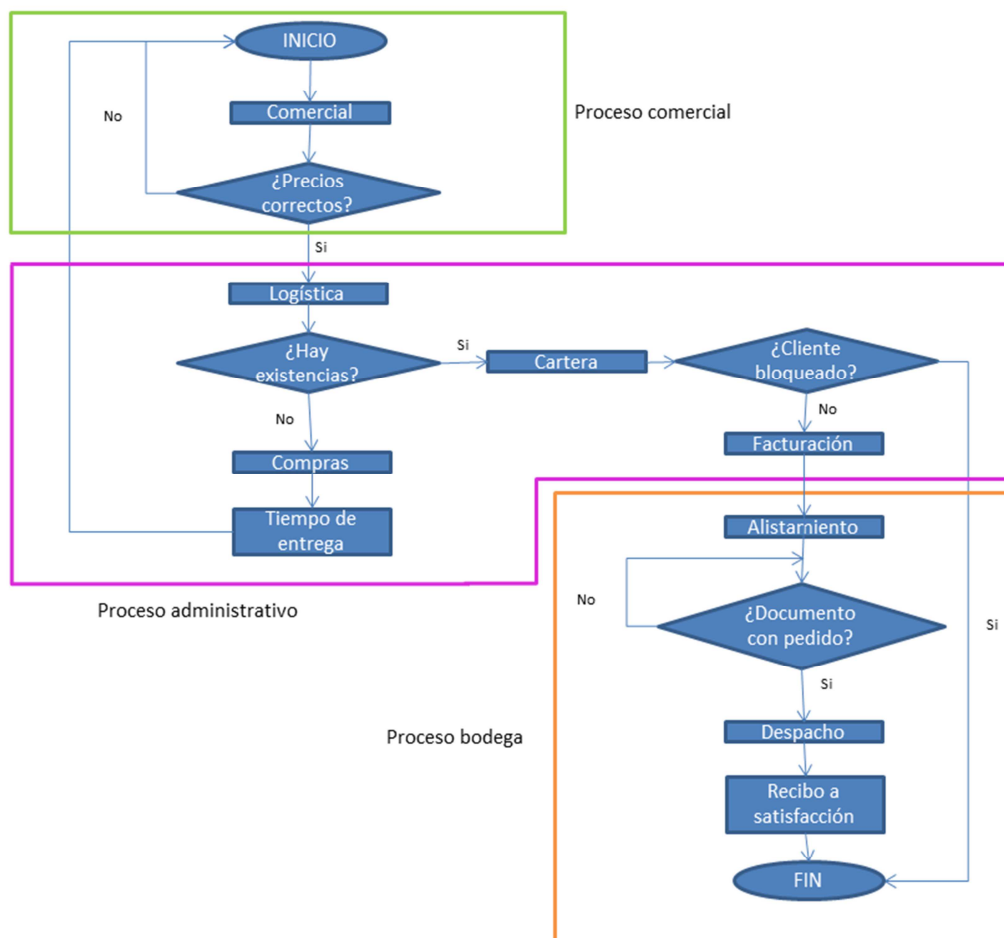 INICIO
No
Comercial
Proceso comercial
¿Precios
correctos?
Si
Logística
¿Hay
existencias?
Si
Cartera
¿Cliente
bloqueado?
No
No
Facturación
Compras
Tiempo de
entrega
Alistamiento
Proceso administrativo
No
¿Documento
con pedido?
Si
Si
Proceso bodega
Despacho
Recibo a
satisfacción
FIN